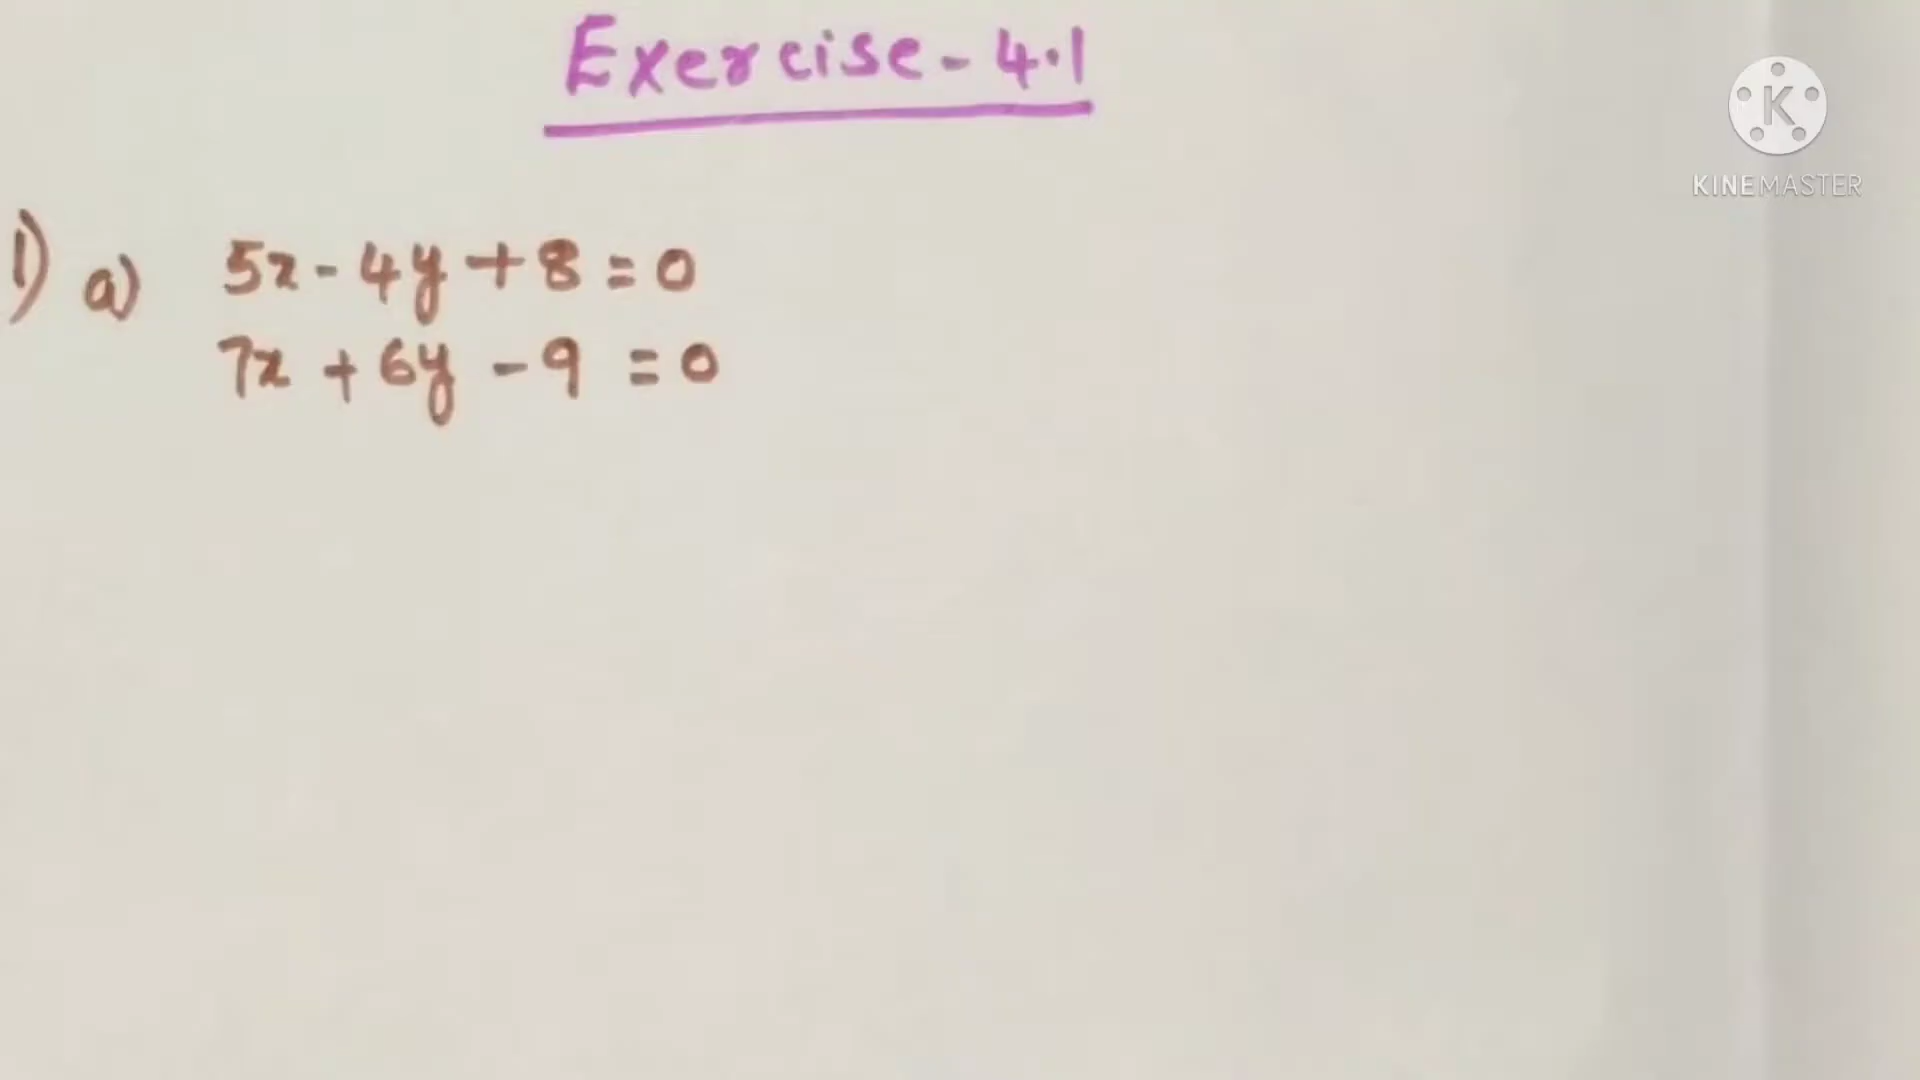 Exercise - 4.1
KINEMASTER
1) a) 5x - 4y + 8 = 0
7x + 6y - 9 = 0